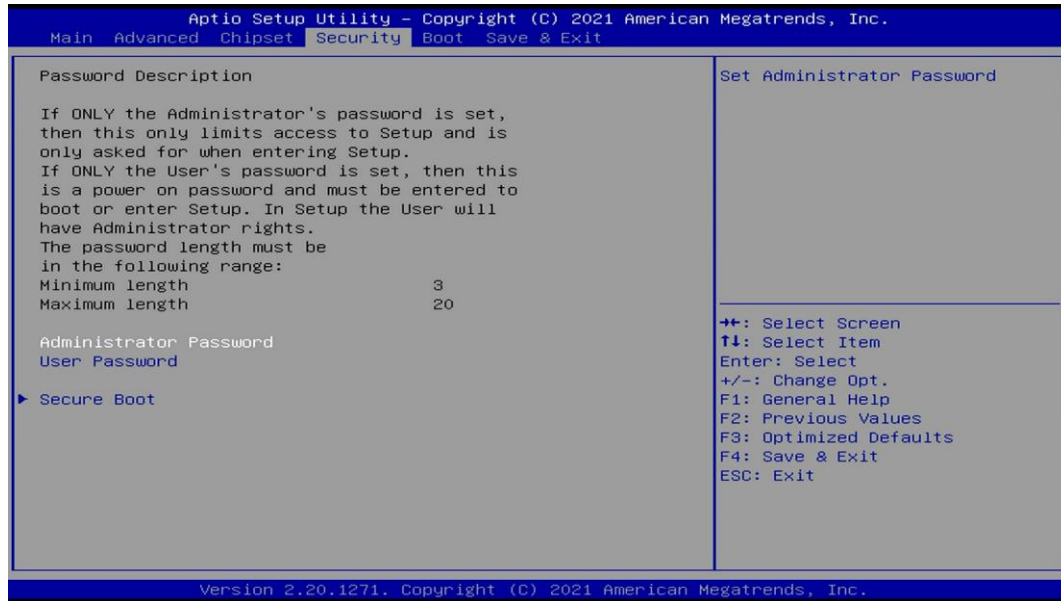 Aptio Setup Utility – Copyright (C) 2021 American Megatrends, Inc.
Main Advanced Chipset Security Boot Save & Exit
Password Description
If ONLY the Administrator's password is set,
then this only limits access to Setup and is
only asked for when entering Setup.
If ONLY the User's password is set, then this
is a power on password and must be entered to
boot or enter Setup. In Setup the User will
have Administrator rights.
The password length must be
in the following range:
Minimum length 3
Maximum length 20
Administrator Password
User Password
► Secure Boot
Set Administrator Password
→←: Select Screen
↑↓: Select Item
Enter: Select
+/-: Change Opt.
F1: General Help
F2: Previous Values
F3: Optimized Defaults
F4: Save & Exit
ESC: Exit
Version 2.20.1271. Copyright (C) 2021 American Megatrends, Inc.